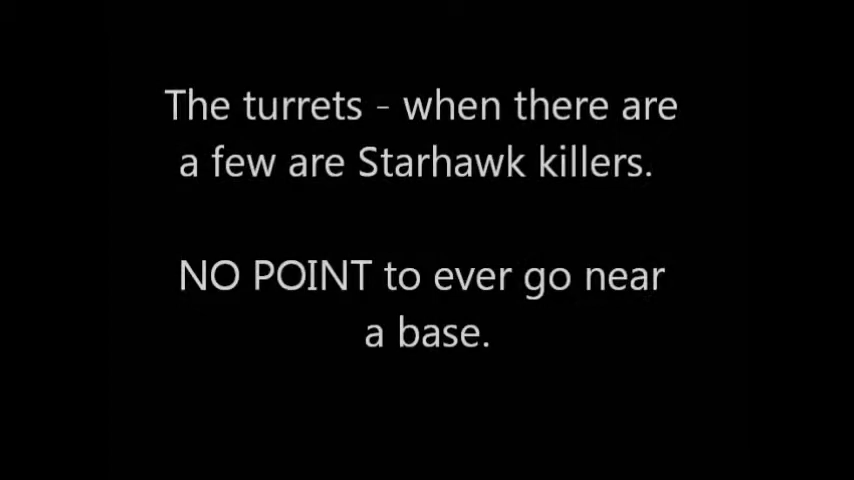 The turrets - when there are
a few are Starhawk killers.
NO POINT to ever go near
a base.